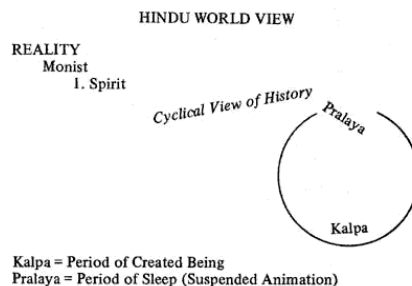 HINDU WORLD VIEW
REALITY
Monist
1. Spirit
Cyclical View of History
Pralaya
Kalpa
Kalpa = Period of Created Being
Pralaya = Period of Sleep (Suspended Animation)